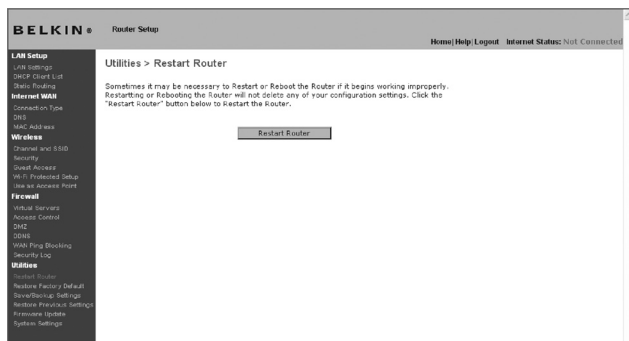 BELKIN®
Router Setup
Home|Help|Logout Internet Status: Not Connected
LAN Setup
LAN Settings
DHCP Client List
Static Routing
Internet WAN
Connection Type
DNS
MAC Address
Wireless
Channel and SSID
Security
Guest Access
Wi-Fi Protected Setup
Use as Access Point
Firewall
Virtual Servers
Access Control
DMZ
DDNS
WAN Ping Blocking
Security Log
Utilities
Restart Router
Restore Factory Default
Save/Backup Settings
Restore Previous Settings
Firmware Update
System Settings
Utilities > Restart Router
Sometimes it may be necessary to Restart or Reboot the Router if it begins working improperly.
Restartting or Rebooting the Router will not delete any of your configuration settings. Click the
"Restart Router" button below to Restart the Router.
Restart Router